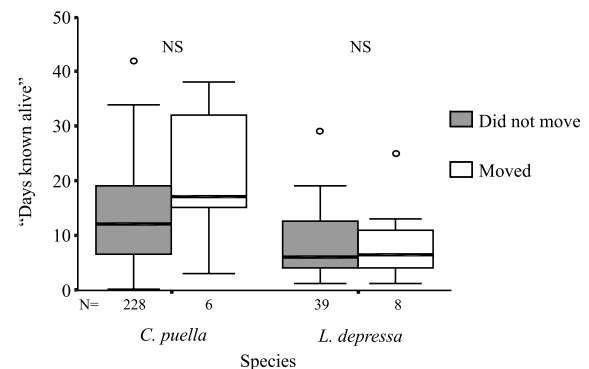 50
40
30
20
10
0
"Days known alive"
NS
NS
Did not move
Moved
N=
228
6
39
8
C. puella
L. depressa
Species